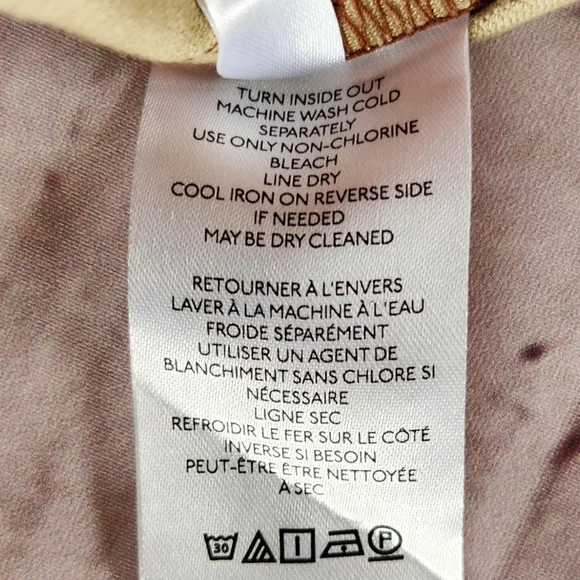 TURN INSIDE OUT
MACHINE WASH COLD
SEPARATELY
USE ONLY NON-CHLORINE
BLEACH
LINE DRY
COOL IRON ON REVERSE SIDE
IF NEEDED
MAY BE DRY CLEANED
RETOURNER À L'ENVERS
LAVER À LA MACHINE À L'EAU
FROIDE SÉPARÉMENT
UTILISER UN AGENT DE
BLANCHIMENT SANS CHLORE SI
NÉCESSAIRE
LIGNE SEC
REFROIDIR LE FER SUR LE CÔTÉ
INVERSE SI BESOIN
PEUT-ÊTRE ÊTRE NETTOYÉE
À SEC
30 P